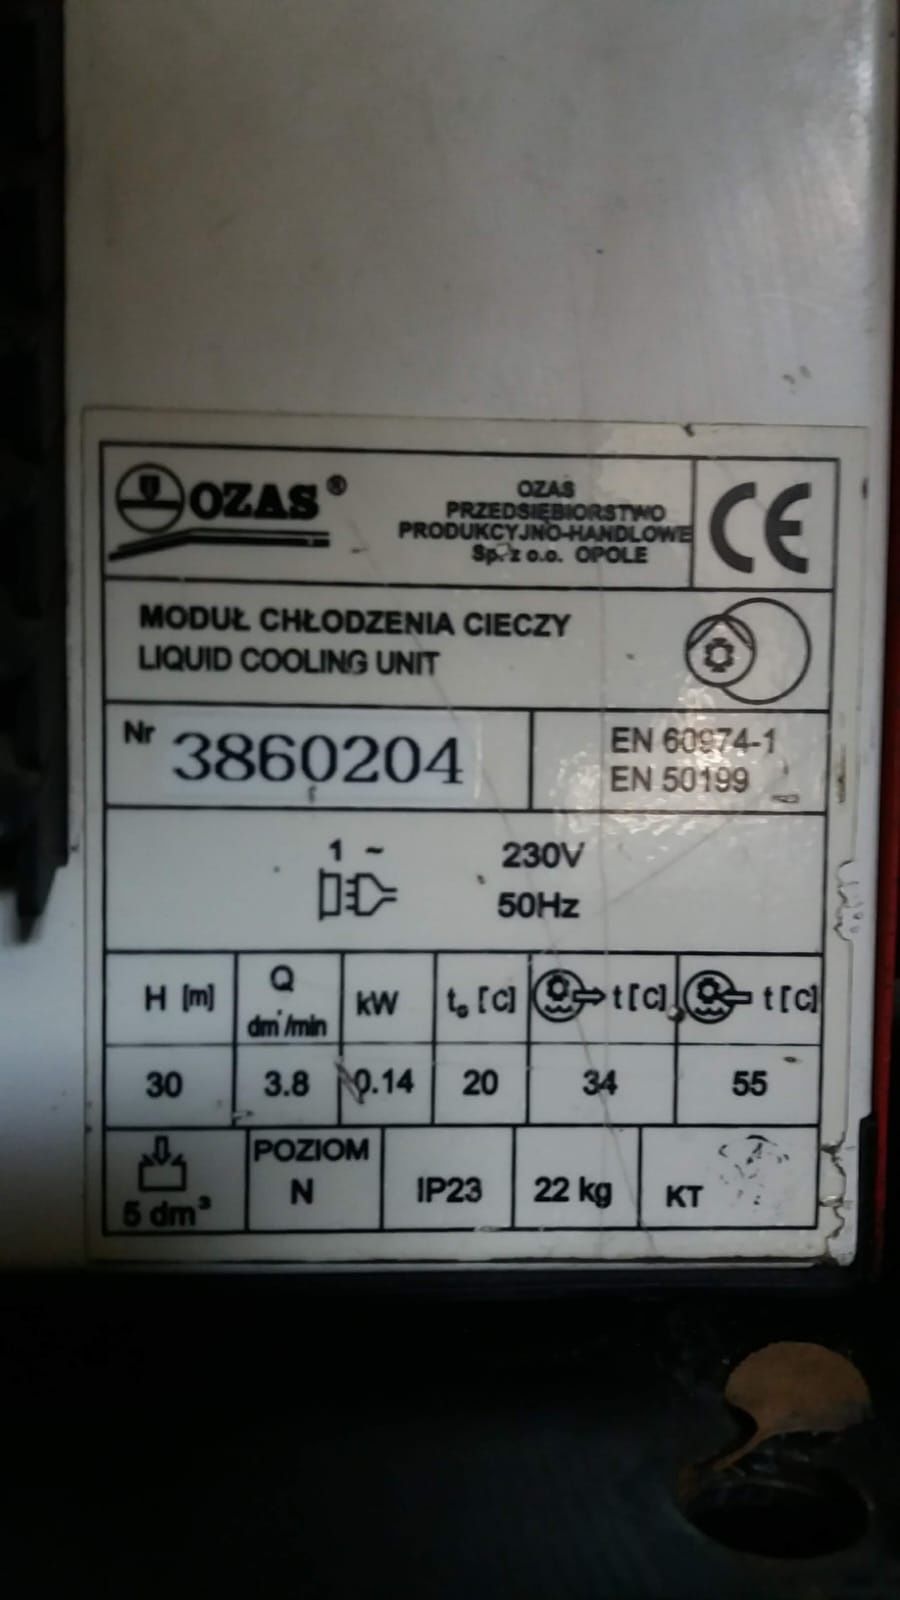 OZAS®
OZAS
PRZEDSIĘBIORSTWO
PRODUKCYJNO-HANDLOWE
Sp. z o.o. OPOLE
CE
MODUŁ CHŁODZENIA CIECZY
LIQUID COOLING UNIT
Nr 3860204
EN 60974-1
EN 50199
1 ~ 230V
50Hz
H [m] Q dm³/min kW t₀ [C] t [C] t [C]
30 3.8 0.14 20 34 55
5 dm³ POZIOM N IP23 22 kg KT